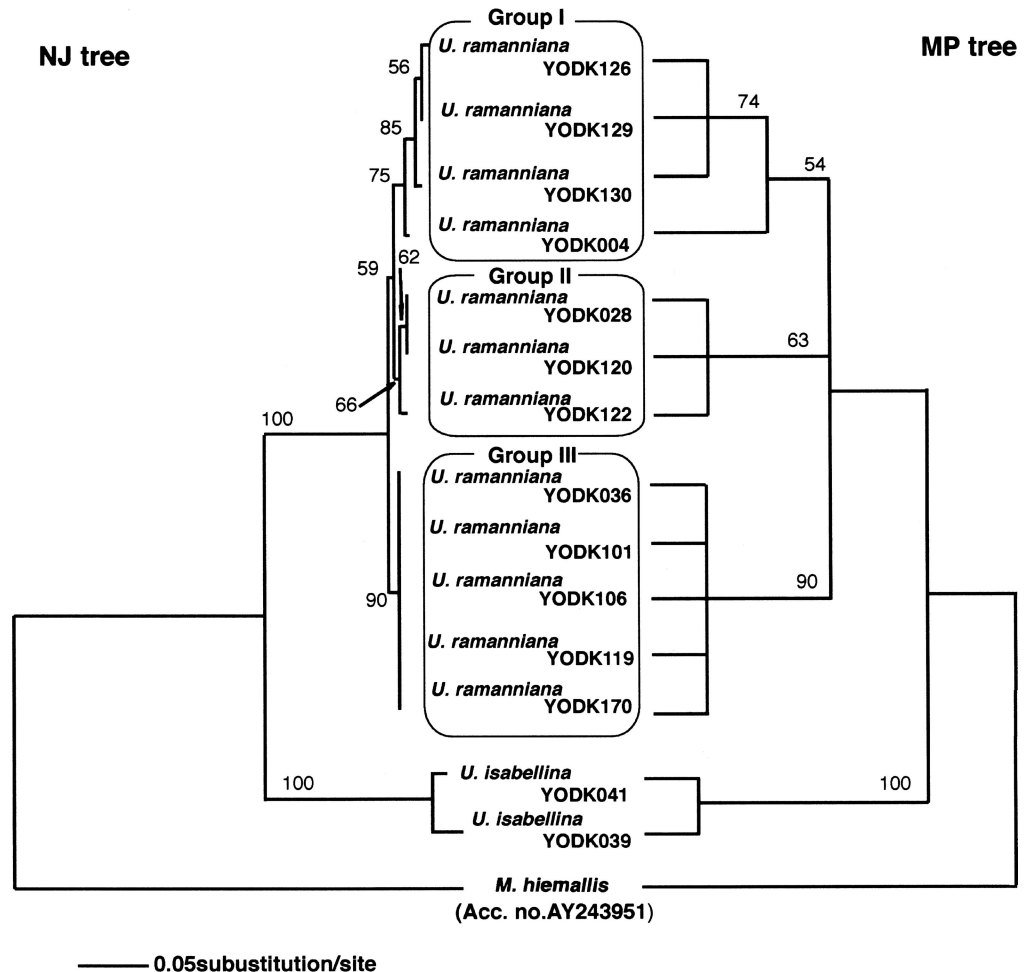 Group I
NJ tree
MP tree
U. ramanniana
YODK126
56
74
U. ramanniana
YODK129
85
54
75
U. ramanniana
YODK130
U. ramanniana
YODK004
62
59
Group II
U. ramanniana
YODK028
63
U. ramanniana
YODK120
66
U. ramanniana
YODK122
100
Group III
U. ramanniana
YODK036
U. ramanniana
YODK101
U. ramanniana
YODK106
90
90
U. ramanniana
YODK119
U. ramanniana
YODK170
100
U. isabellina
YODK041
100
U. isabellina
YODK039
M. hiemallis
(Acc. no.AY243951)
0.05subustitution/site